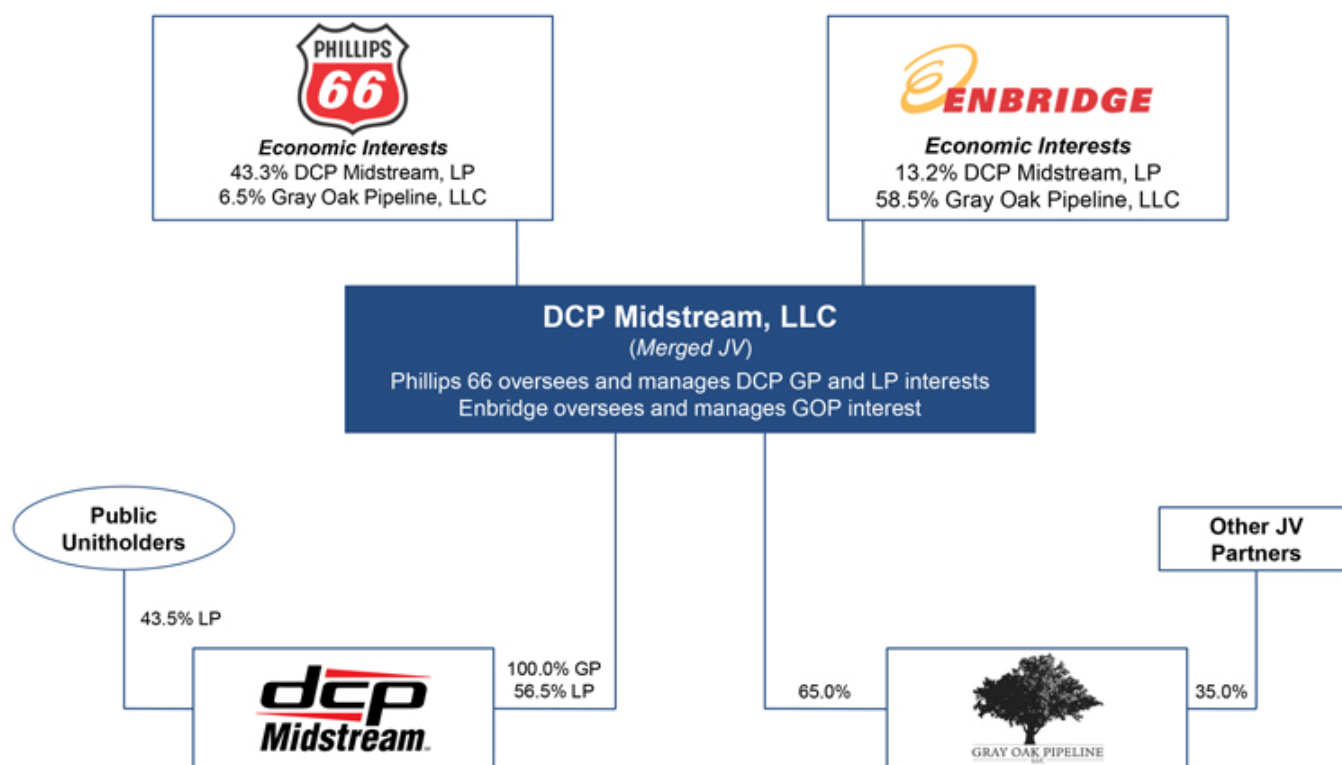 PHILLIPS
66
Economic Interests
43.3% DCP Midstream, LP
6.5% Gray Oak Pipeline, LLC
ENBRIDGE
Economic Interests
13.2% DCP Midstream, LP
58.5% Gray Oak Pipeline, LLC
DCP Midstream, LLC
(Merged JV)
Phillips 66 oversees and manages DCP GP and LP interests
Enbridge oversees and manages GOP interest
Public
Unitholders
43.5% LP
dcp
Midstream
100.0% GP
56.5% LP
65.0%
GRAY OAK PIPELINE
LLC
35.0%
Other JV
Partners